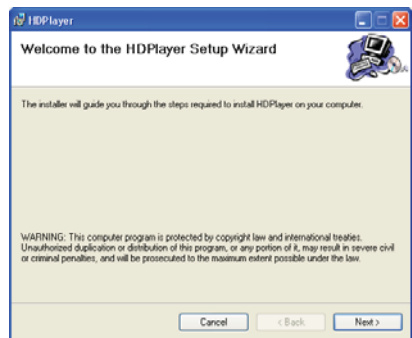 HDPlayer
Welcome to the HDPlayer Setup Wizard
The installer will guide you through the steps required to install HDPlayer on your computer.
WARNING: This computer program is protected by copyright law and international treaties.
Unauthorized duplication or distribution of this program, or any portion of it, may result in severe civil
or criminal penalties, and will be prosecuted to the maximum extent possible under the law.
Cancel
< Back
Next >